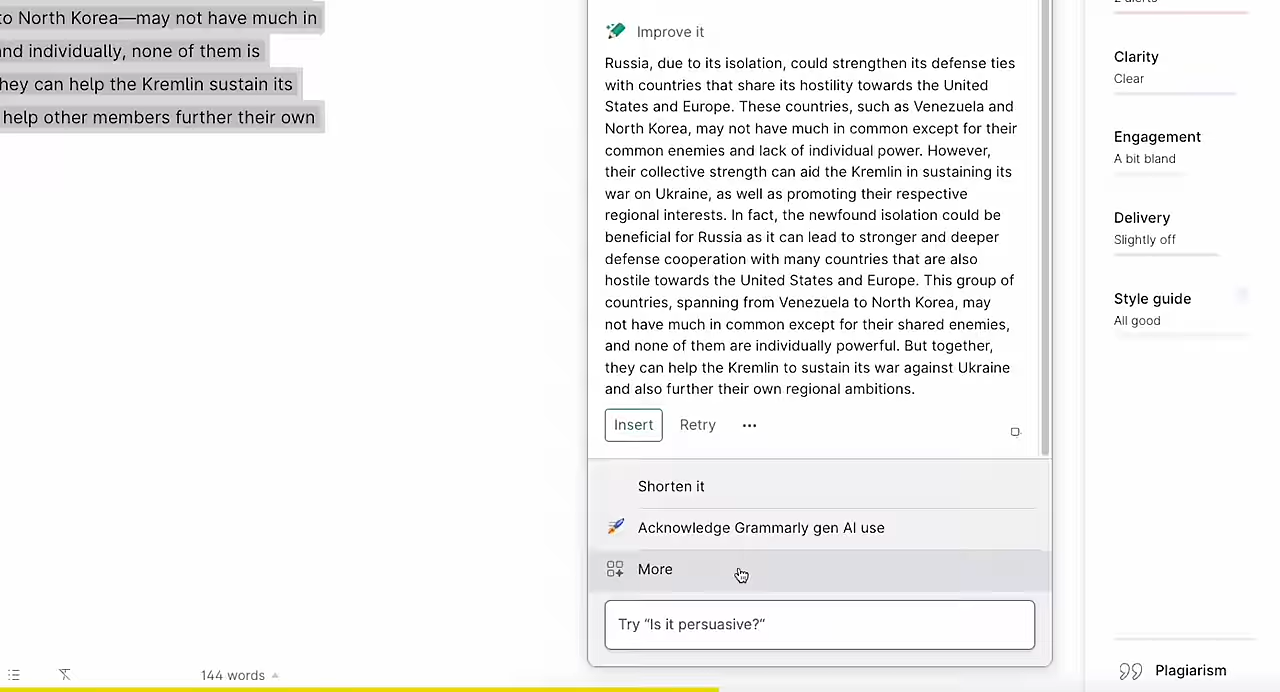 to North Korea—may not have much in
and individually, none of them is
they can help the Kremlin sustain its
help other members further their own
144 words
Improve it
Russia, due to its isolation, could strengthen its defense ties
with countries that share its hostility towards the United
States and Europe. These countries, such as Venezuela and
North Korea, may not have much in common except for their
common enemies and lack of individual power. However,
their collective strength can aid the Kremlin in sustaining its
war on Ukraine, as well as promoting their respective
regional interests. In fact, the newfound isolation could be
beneficial for Russia as it can lead to stronger and deeper
defense cooperation with many countries that are also
hostile towards the United States and Europe. This group of
countries, spanning from Venezuela to North Korea, may
not have much in common except for their shared enemies,
and none of them are individually powerful. But together,
they can help the Kremlin to sustain its war against Ukraine
and also further their own regional ambitions.
Insert Retry
Shorten it
Acknowledge Grammarly gen AI use
More
Try “Is it persuasive?“
2 alerts
Clarity
Clear
Engagement
A bit bland
Delivery
Slightly off
Style guide
All good
Plagiarism